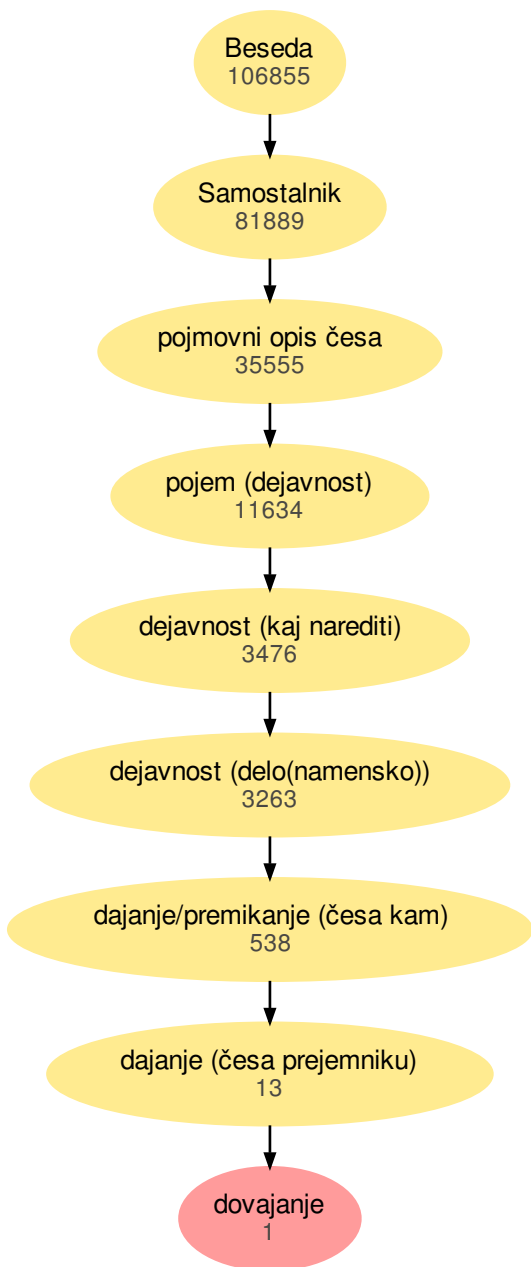 Beseda
106855
Samostalnik
81889
pojmovni opis česa
35555
pojem (dejavnost)
11634
dejavnost (kaj narediti)
3476
dejavnost (delo(namensko))
3263
dajanje/premikanje (česa kam)
538
dajanje (česa prejemniku)
13
dovajanje
1